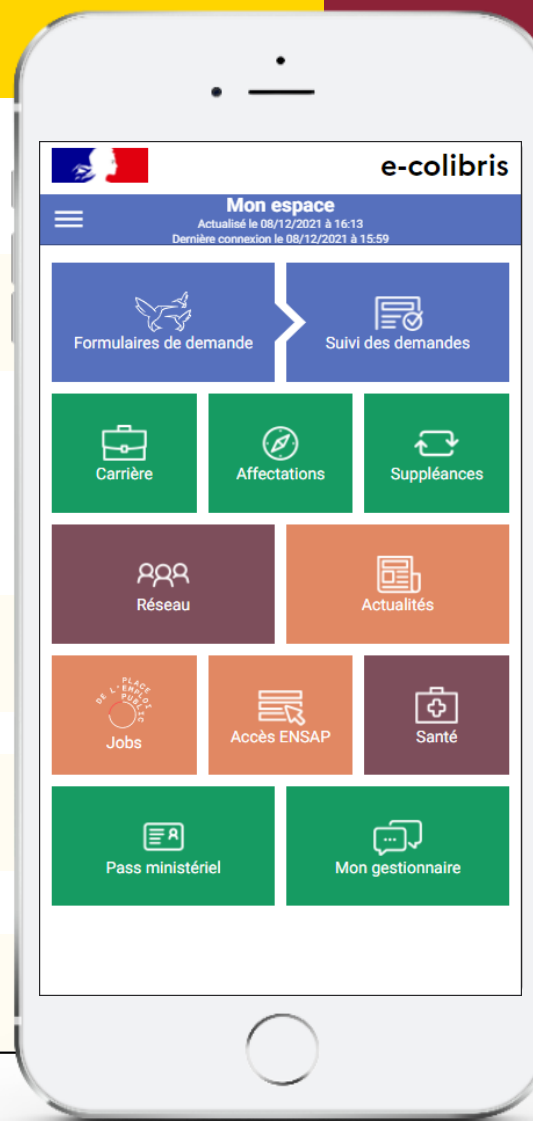 e-colibris
Mon espace
Actualisé le 08/12/2021 à 16:13
Dernière connexion le 08/12/2021 à 15:59
Formulaires de demande
Suivi des demandes
Carrière
Affectations
Suppléances
Réseau
Actualités
PLACE
DE L'EMPLOI
PUBLIC
Jobs
Accès ENSAP
Santé
Pass ministériel
Mon gestionnaire